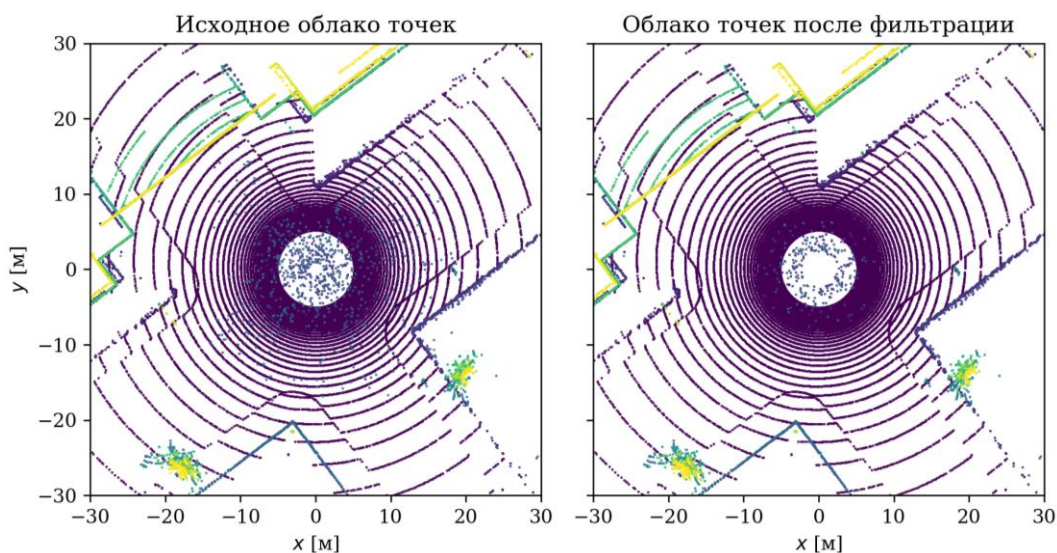 Исходное облако точек
Облако точек после фильтрации
30
20
10
0
−10
−20
−30
y [м]
−30 −20 −10 0 10 20 30
x [м]
−30 −20 −10 0 10 20 30
x [м]